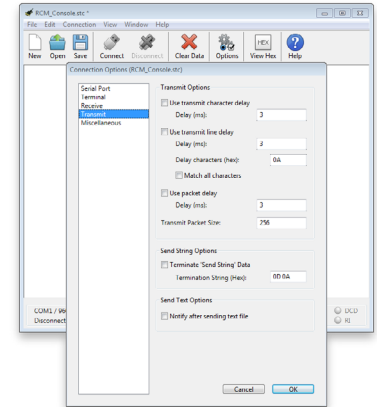 RCM_Console.stc *
File Edit Connection View Window Help
New Open Save Connect Disconnect Clear Data Options View Hex Help
HEX
Connection Options (RCM_Console.stc)
Serial Port
Terminal
Receive
Transmit
Miscellaneous
Transmit Options
Use transmit character delay
Delay (ms): 3
Use transmit line delay
Delay (ms): 3
Delay characters (hex): 0A
Match all characters
Use packet delay
Delay (ms): 3
Transmit Packet Size: 256
Send String Options
Terminate 'Send String' Data
Termination String (Hex): 0D 0A
Send Text Options
Notify after sending text file
COM1 / 96
Disconnect
DCD
RI
Cancel OK